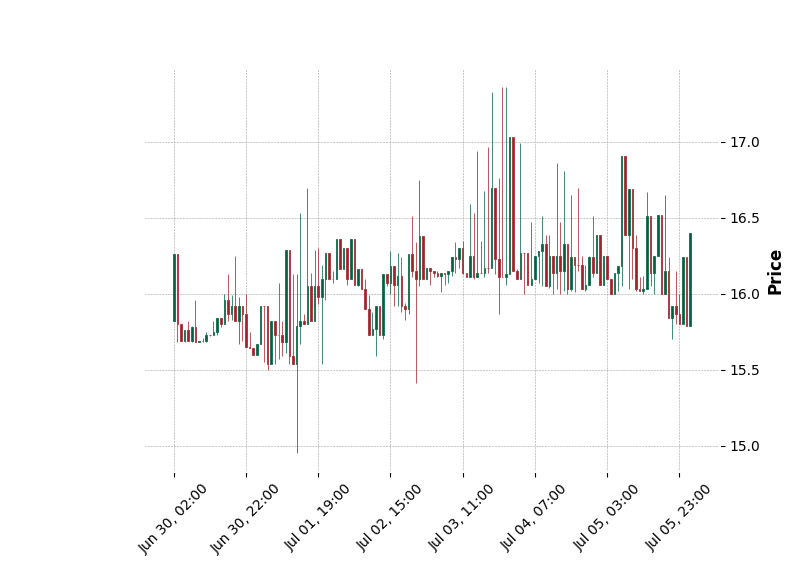 17.0
16.5
16.0
15.5
15.0
Price
Jun 30, 02:00
Jun 30, 22:00
Jul 01, 19:00
Jul 02, 15:00
Jul 03, 11:00
Jul 04, 07:00
Jul 05, 03:00
Jul 05, 23:00